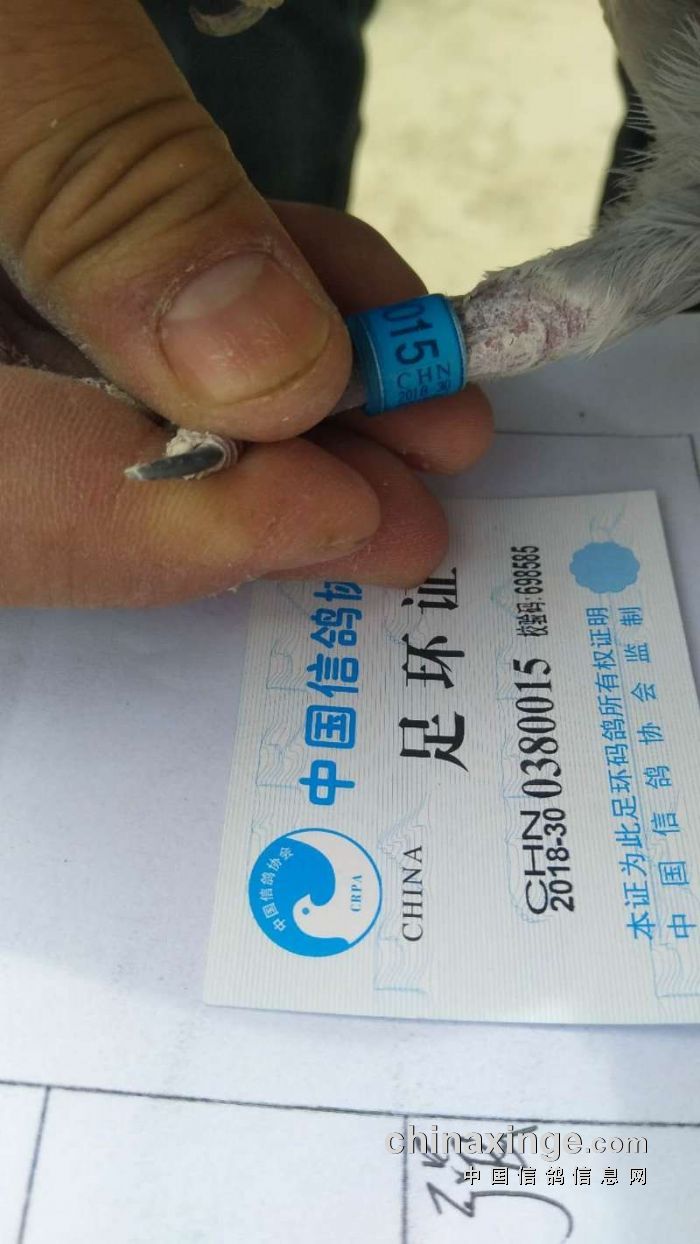 015
CHN
2018-30
中国信鸽协
中国信鸽协会
CRPA
CHINA
足环证
CHN
2018-30 0380015 校验码:698585
本证为此足环码鸽所有权证明
中国信鸽协会监制
chinaxinge.com
中国信鸽信息网